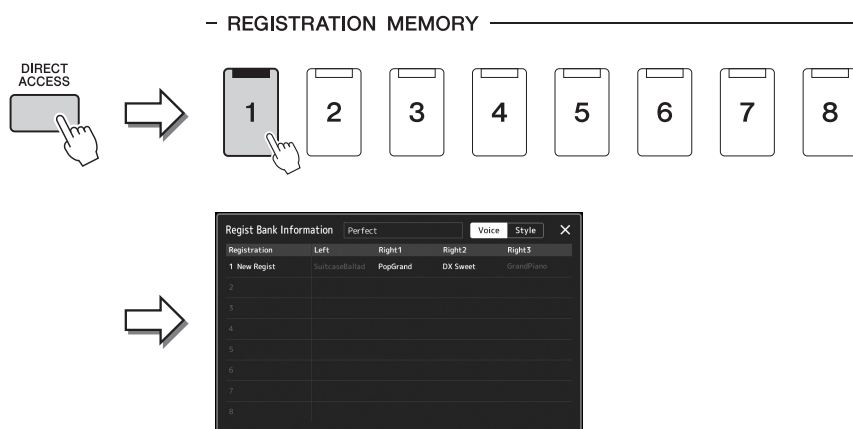 REGISTRATION MEMORY
DIRECT
ACCESS
1 2 3 4 5 6 7 8
Regist Bank Information Perfect Voice Style X
Registration Left Right1 Right2 Right3
1 New Regist SuitcaseBallad PopGrand DX Sweet GrandPiano
2
3
4
5
6
7
8